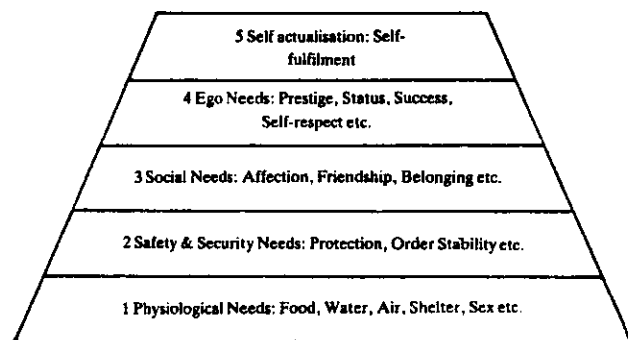 5 Self actualisation: Self-
fulfilment
4 Ego Needs: Prestige, Status, Success,
Self-respect etc.
3 Social Needs: Affection, Friendship, Belonging etc.
2 Safety & Security Needs: Protection, Order Stability etc.
1 Physiological Needs: Food, Water, Air, Shelter, Sex etc.